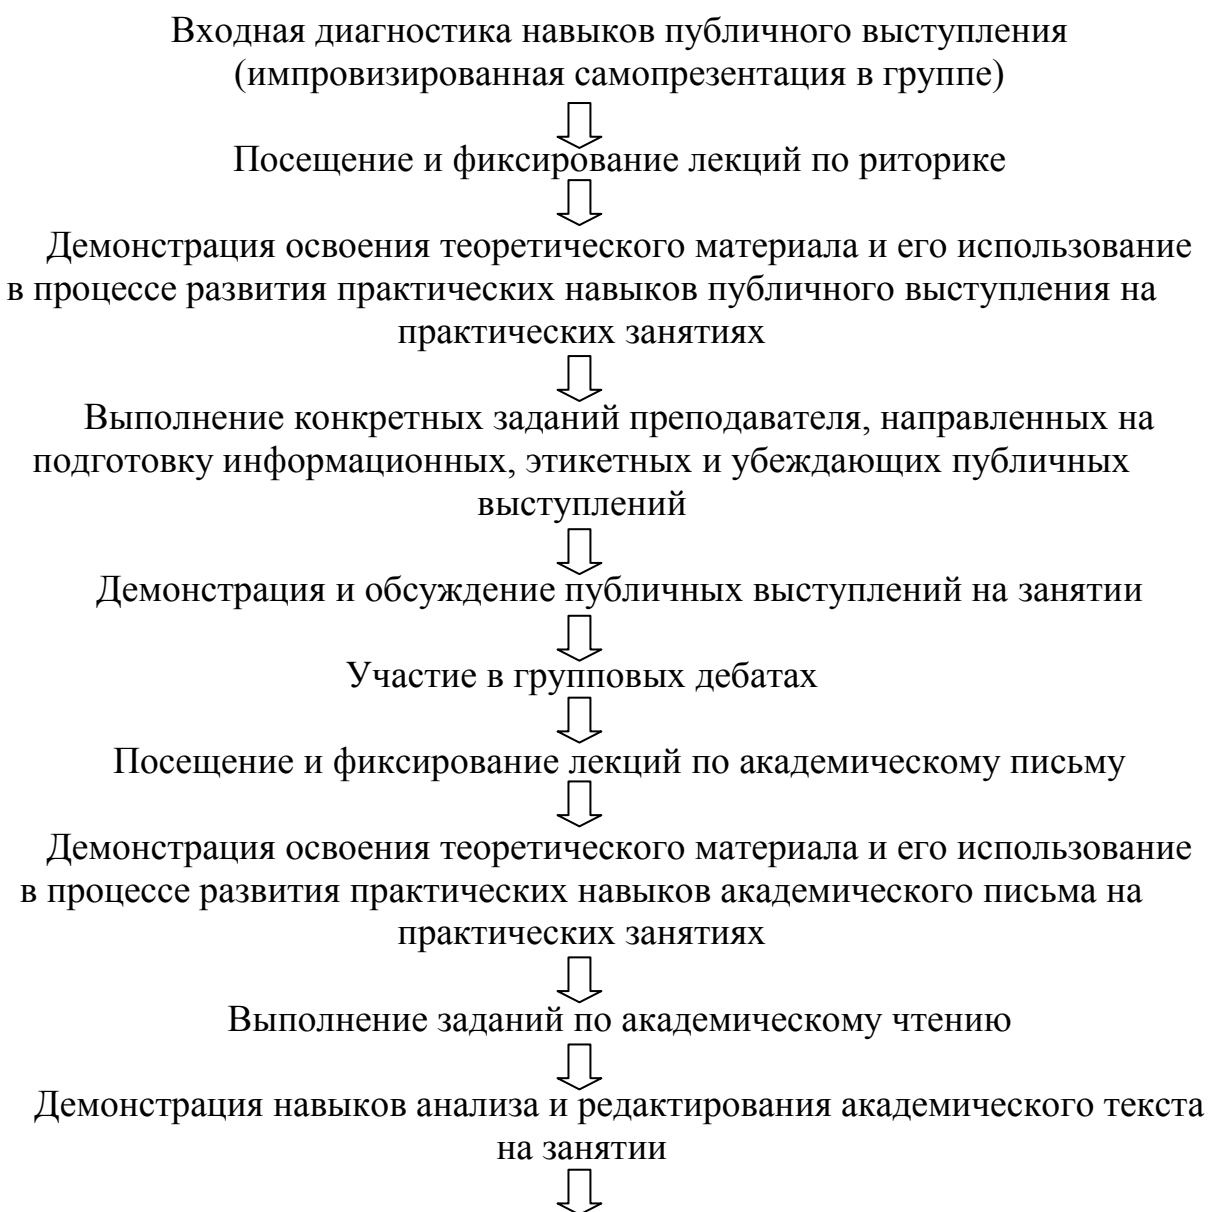 Входная диагностика навыков публичного выступления
(импровизированная самопрезентация в группе)
Посещение и фиксирование лекций по риторике
Демонстрация освоения теоретического материала и его использование
в процессе развития практических навыков публичного выступления на
практических занятиях
Выполнение конкретных заданий преподавателя, направленных на
подготовку информационных, этикетных и убеждающих публичных
выступлений
Демонстрация и обсуждение публичных выступлений на занятии
Участие в групповых дебатах
Посещение и фиксирование лекций по академическому письму
Демонстрация освоения теоретического материала и его использование
в процессе развития практических навыков академического письма на
практических занятиях
Выполнение заданий по академическому чтению
Демонстрация навыков анализа и редактирования академического текста
на занятии